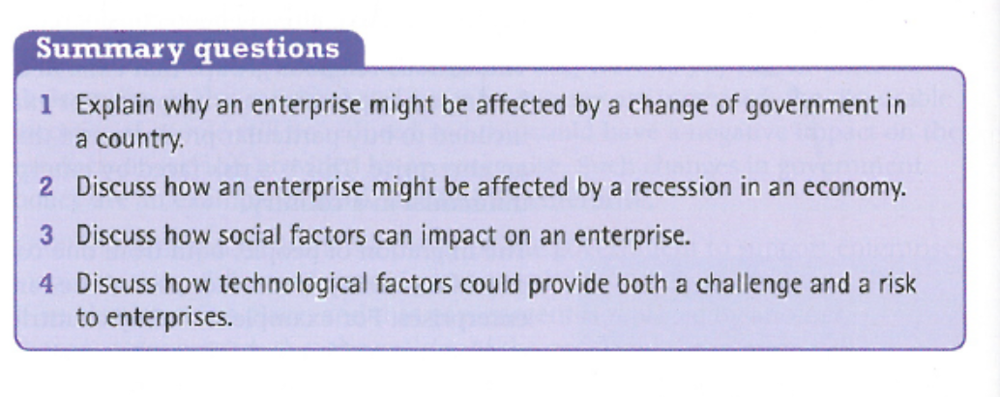 Summary questions
1 Explain why an enterprise might be affected by a change of government in
a country.
2 Discuss how an enterprise might be affected by a recession in an economy.
3 Discuss how social factors can impact on an enterprise.
4 Discuss how technological factors could provide both a challenge and a risk
to enterprises.